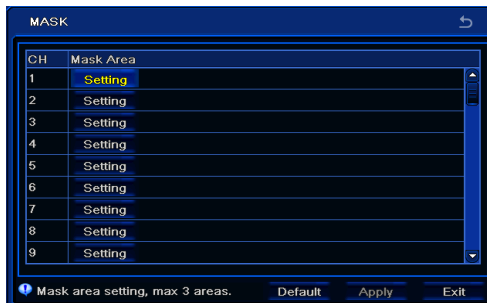 MASK
CH Mask Area
1 Setting
2 Setting
3 Setting
4 Setting
5 Setting
6 Setting
7 Setting
8 Setting
9 Setting
Mask area setting, max 3 areas. Default Apply Exit